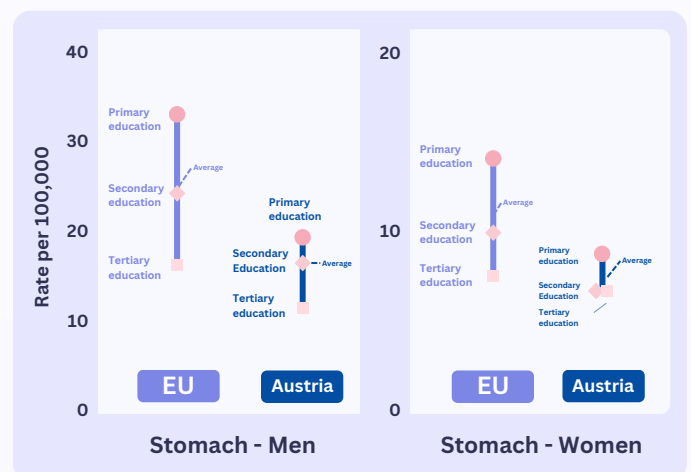 Rate per 100,000
40
30
20
10
0
Primary
education
Average
Secondary
education
Tertiary
education
Primary
education
Secondary
Education
Average
Tertiary
education
EU
Austria
Stomach - Men
20
10
0
Primary
education
Average
Secondary
education
Tertiary
education
Primary
education
Average
Secondary
Education
Tertiary
education
EU
Austria
Stomach - Women